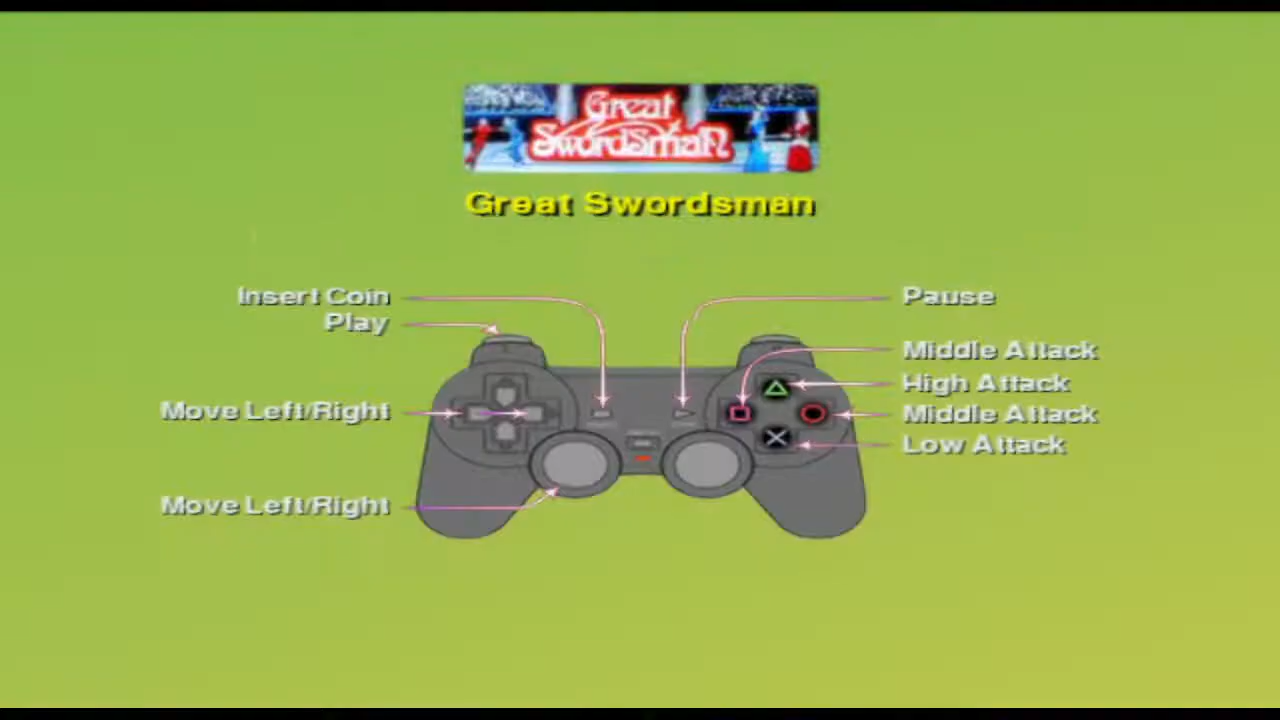 Great
Swordsman
Great Swordsman
Insert Coin
Play
Move Left/Right
Move Left/Right
Pause
Middle Attack
High Attack
Middle Attack
Low Attack